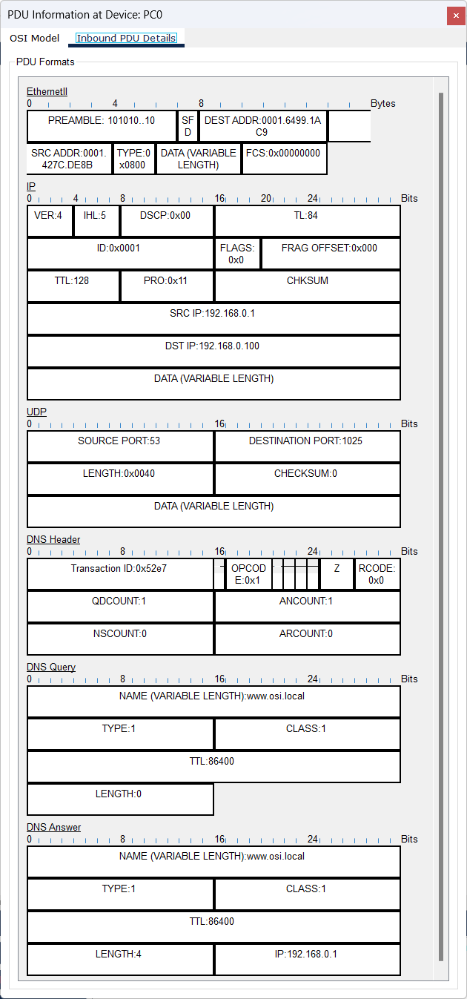 PDU Information at Device: PC0
×
OSI Model Inbound PDU Details
PDU Formats
EthernetII
0 4 8 Bytes
PREAMBLE: 101010..10 SF DEST ADDR:0001.6499.1A
D C9
SRC ADDR:0001. TYPE:0 DATA (VARIABLE FCS:0x00000000
427C.DE8B x0800 LENGTH)
IP
0 4 8 16 20 24 Bits
VER:4 IHL:5 DSCP:0x00 TL:84
ID:0x0001 FLAGS: FRAG OFFSET:0x000
0x0
TTL:128 PRO:0x11 CHKSUM
SRC IP:192.168.0.1
DST IP:192.168.0.100
DATA (VARIABLE LENGTH)
UDP
0 16 Bits
SOURCE PORT:53 DESTINATION PORT:1025
LENGTH:0x0040 CHECKSUM:0
DATA (VARIABLE LENGTH)
DNS Header
0 8 16 24 Bits
Transaction ID:0x52e7 OPCOD Z RCODE:
E:0x1 0x0
QDCOUNT:1 ANCOUNT:1
NSCOUNT:0 ARCOUNT:0
DNS Query
0 8 16 24 Bits
NAME (VARIABLE LENGTH):www.osi.local
TYPE:1 CLASS:1
TTL:86400
LENGTH:0
DNS Answer
0 8 16 24 Bits
NAME (VARIABLE LENGTH):www.osi.local
TYPE:1 CLASS:1
TTL:86400
LENGTH:4 IP:192.168.0.1